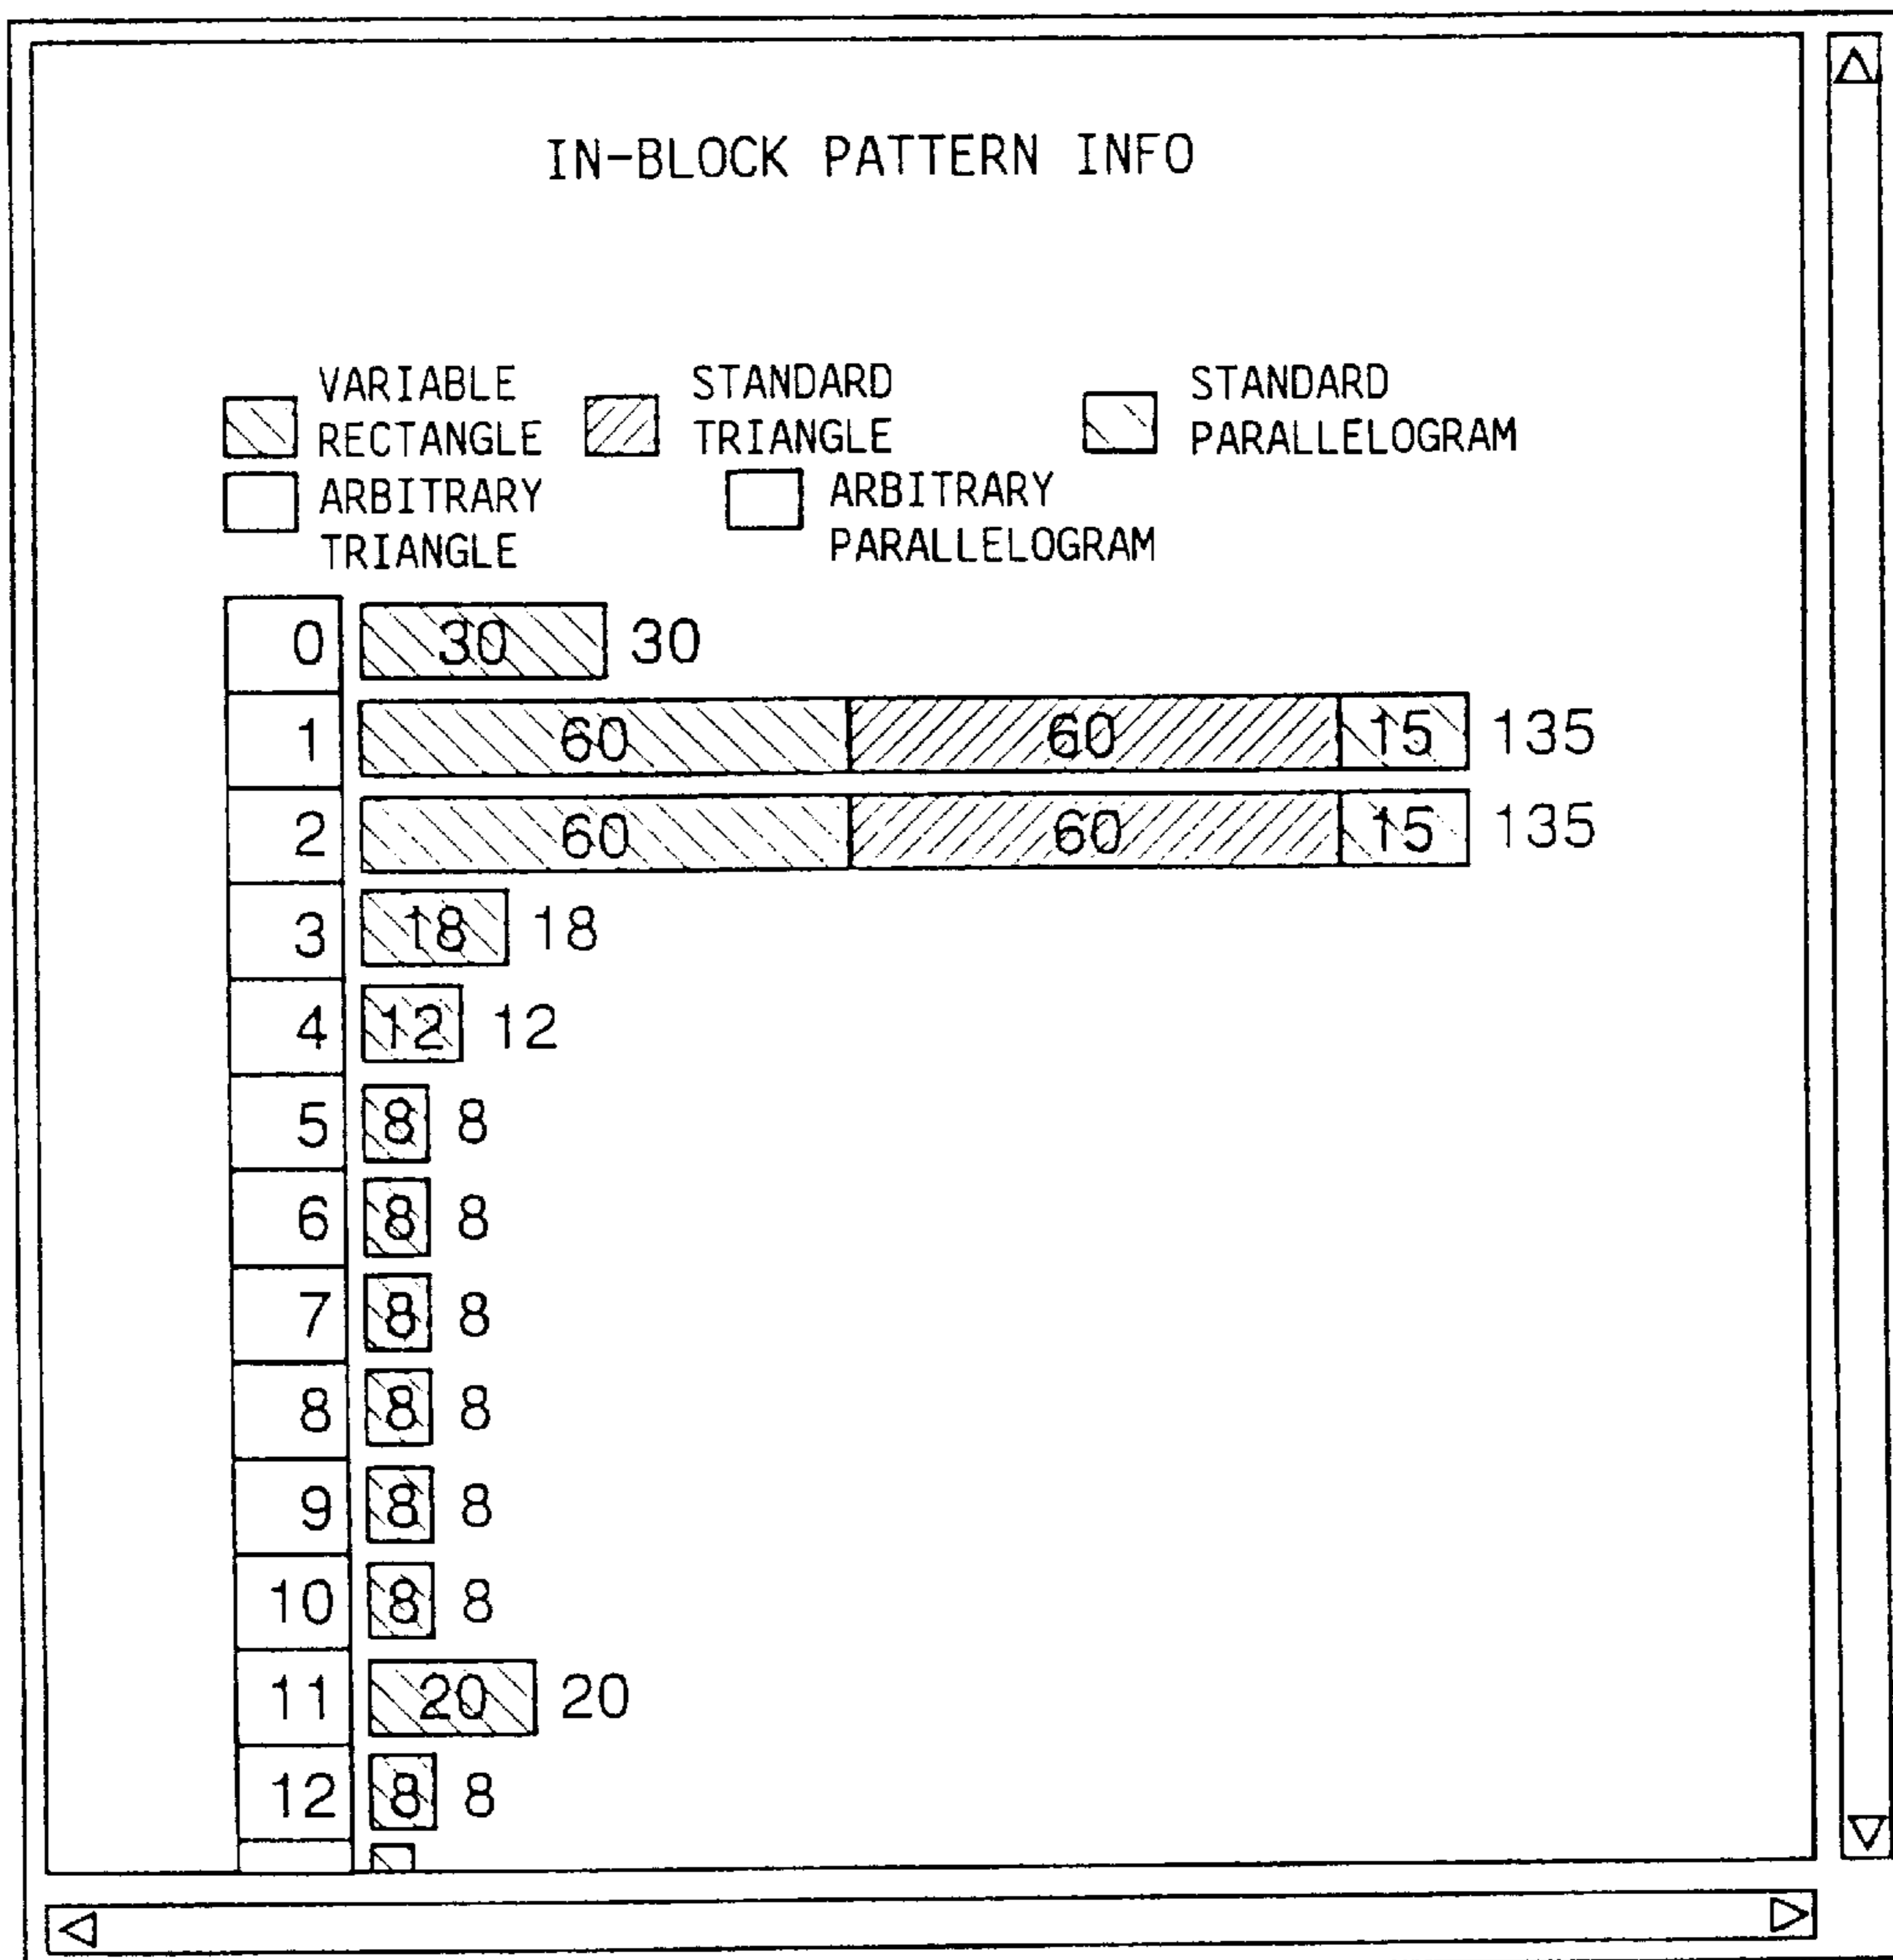 IN-BLOCK PATTERN INFO
VARIABLE RECTANGLE
STANDARD TRIANGLE
STANDARD PARALLELOGRAM
ARBITRARY TRIANGLE
ARBITRARY PARALLELOGRAM
0 30 30
1 60 60 15 135
2 60 60 15 135
3 18 18
4 12 12
5 8 8
6 8 8
7 8 8
8 8 8
9 8 8
10 8 8
11 20 20
12 8 8